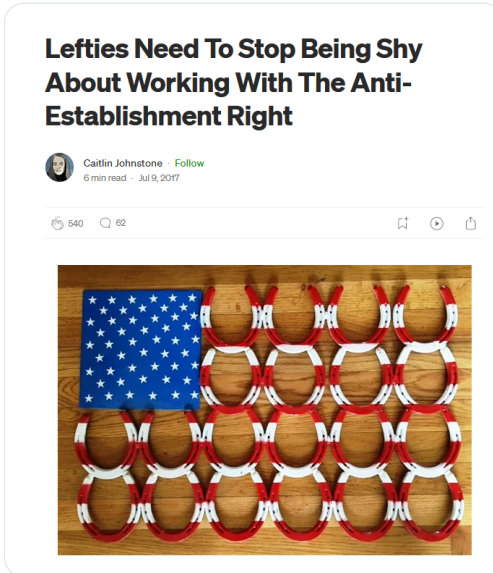 Lefties Need To Stop Being Shy
About Working With The Anti-
Establishment Right
Caitlin Johnstone · Follow
6 min read · Jul 9, 2017
540 62